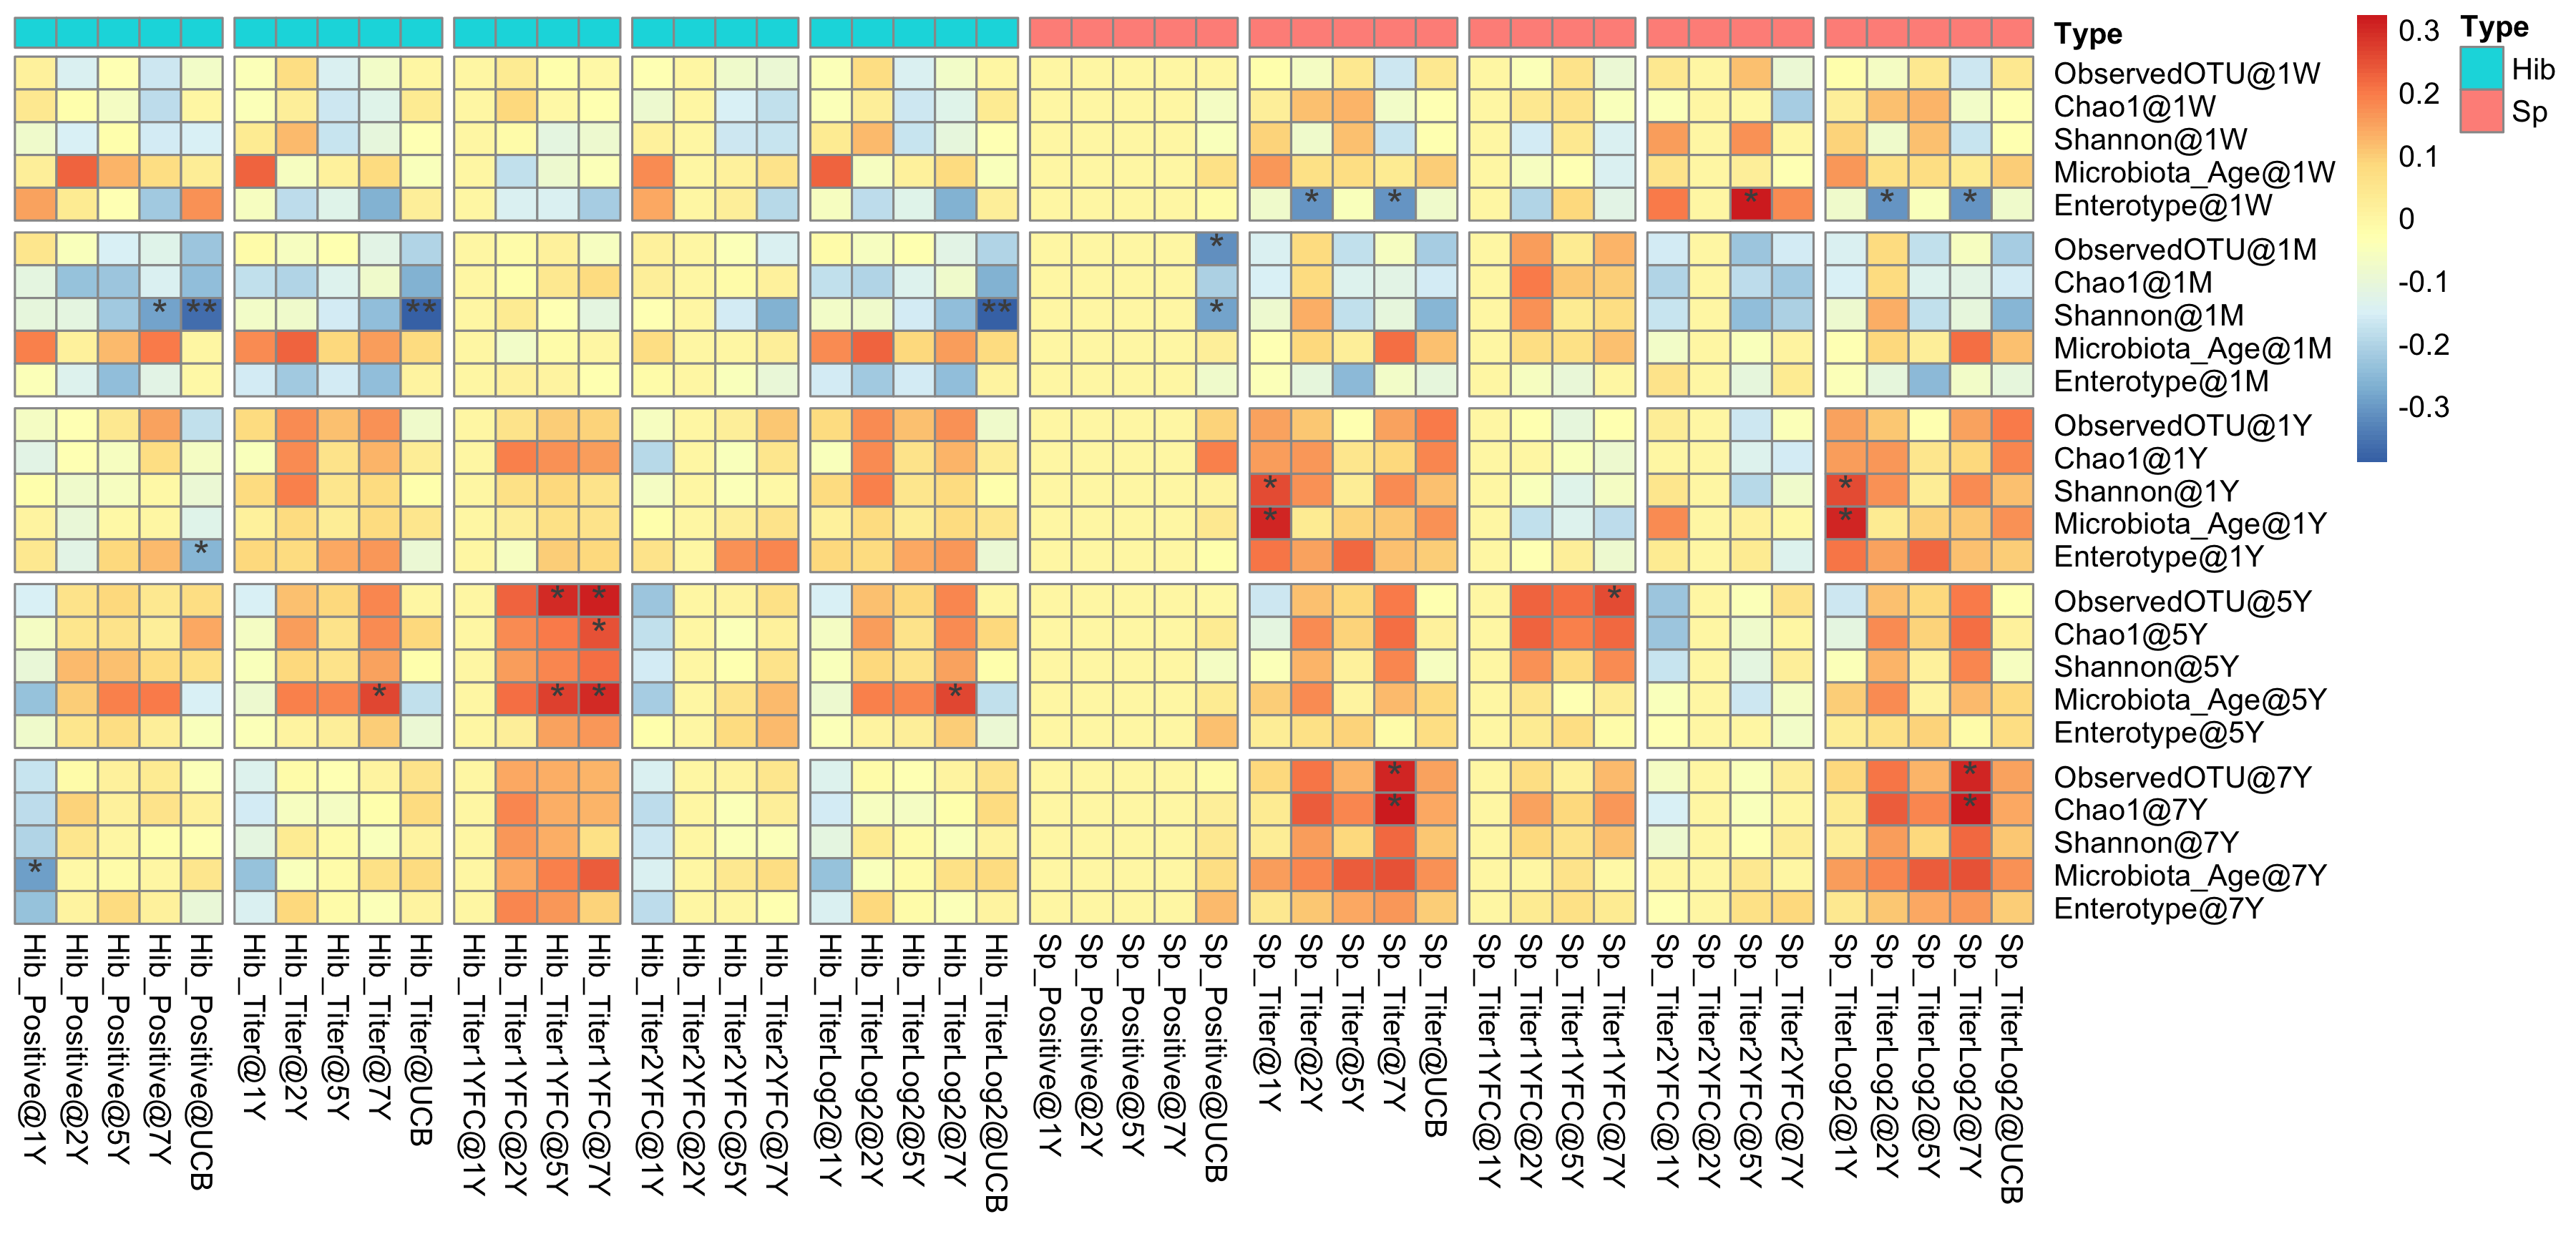 Type
ObservedOTU@1W
Chao1@1W
Shannon@1W
Microbiota_Age@1W
Enterotype@1W
* * * * *
ObservedOTU@1M
*
Chao1@1M
Shannon@1M
* ** ** ** *
Microbiota_Age@1M
Enterotype@1M
ObservedOTU@1Y
Chao1@1Y
Shannon@1Y
* *
Microbiota_Age@1Y
* *
Enterotype@1Y
*
ObservedOTU@5Y
* * *
Chao1@5Y
*
Shannon@5Y
Microbiota_Age@5Y
* * * *
Enterotype@5Y
ObservedOTU@7Y
* *
Chao1@7Y
* *
Shannon@7Y
Microbiota_Age@7Y
*
Enterotype@7Y
Hib_Positive@1Y
Hib_Positive@2Y
Hib_Positive@5Y
Hib_Positive@7Y
Hib_Positive@UCB
Hib_Titer@1Y
Hib_Titer@2Y
Hib_Titer@5Y
Hib_Titer@7Y
Hib_Titer@UCB
Hib_Titer1YFC@1Y
Hib_Titer1YFC@2Y
Hib_Titer1YFC@5Y
Hib_Titer1YFC@7Y
Hib_Titer2YFC@1Y
Hib_Titer2YFC@2Y
Hib_Titer2YFC@5Y
Hib_Titer2YFC@7Y
Hib_TiterLog2@1Y
Hib_TiterLog2@2Y
Hib_TiterLog2@5Y
Hib_TiterLog2@7Y
Hib_TiterLog2@UCB
Sp_Positive@1Y
Sp_Positive@2Y
Sp_Positive@5Y
Sp_Positive@7Y
Sp_Positive@UCB
Sp_Titer@1Y
Sp_Titer@2Y
Sp_Titer@5Y
Sp_Titer@7Y
Sp_Titer@UCB
Sp_Titer1YFC@1Y
Sp_Titer1YFC@2Y
Sp_Titer1YFC@5Y
Sp_Titer1YFC@7Y
Sp_Titer2YFC@1Y
Sp_Titer2YFC@2Y
Sp_Titer2YFC@5Y
Sp_Titer2YFC@7Y
Sp_TiterLog2@1Y
Sp_TiterLog2@2Y
Sp_TiterLog2@5Y
Sp_TiterLog2@7Y
Sp_TiterLog2@UCB
0.3
0.2
0.1
0
-0.1
-0.2
-0.3
Type
Hib
Sp